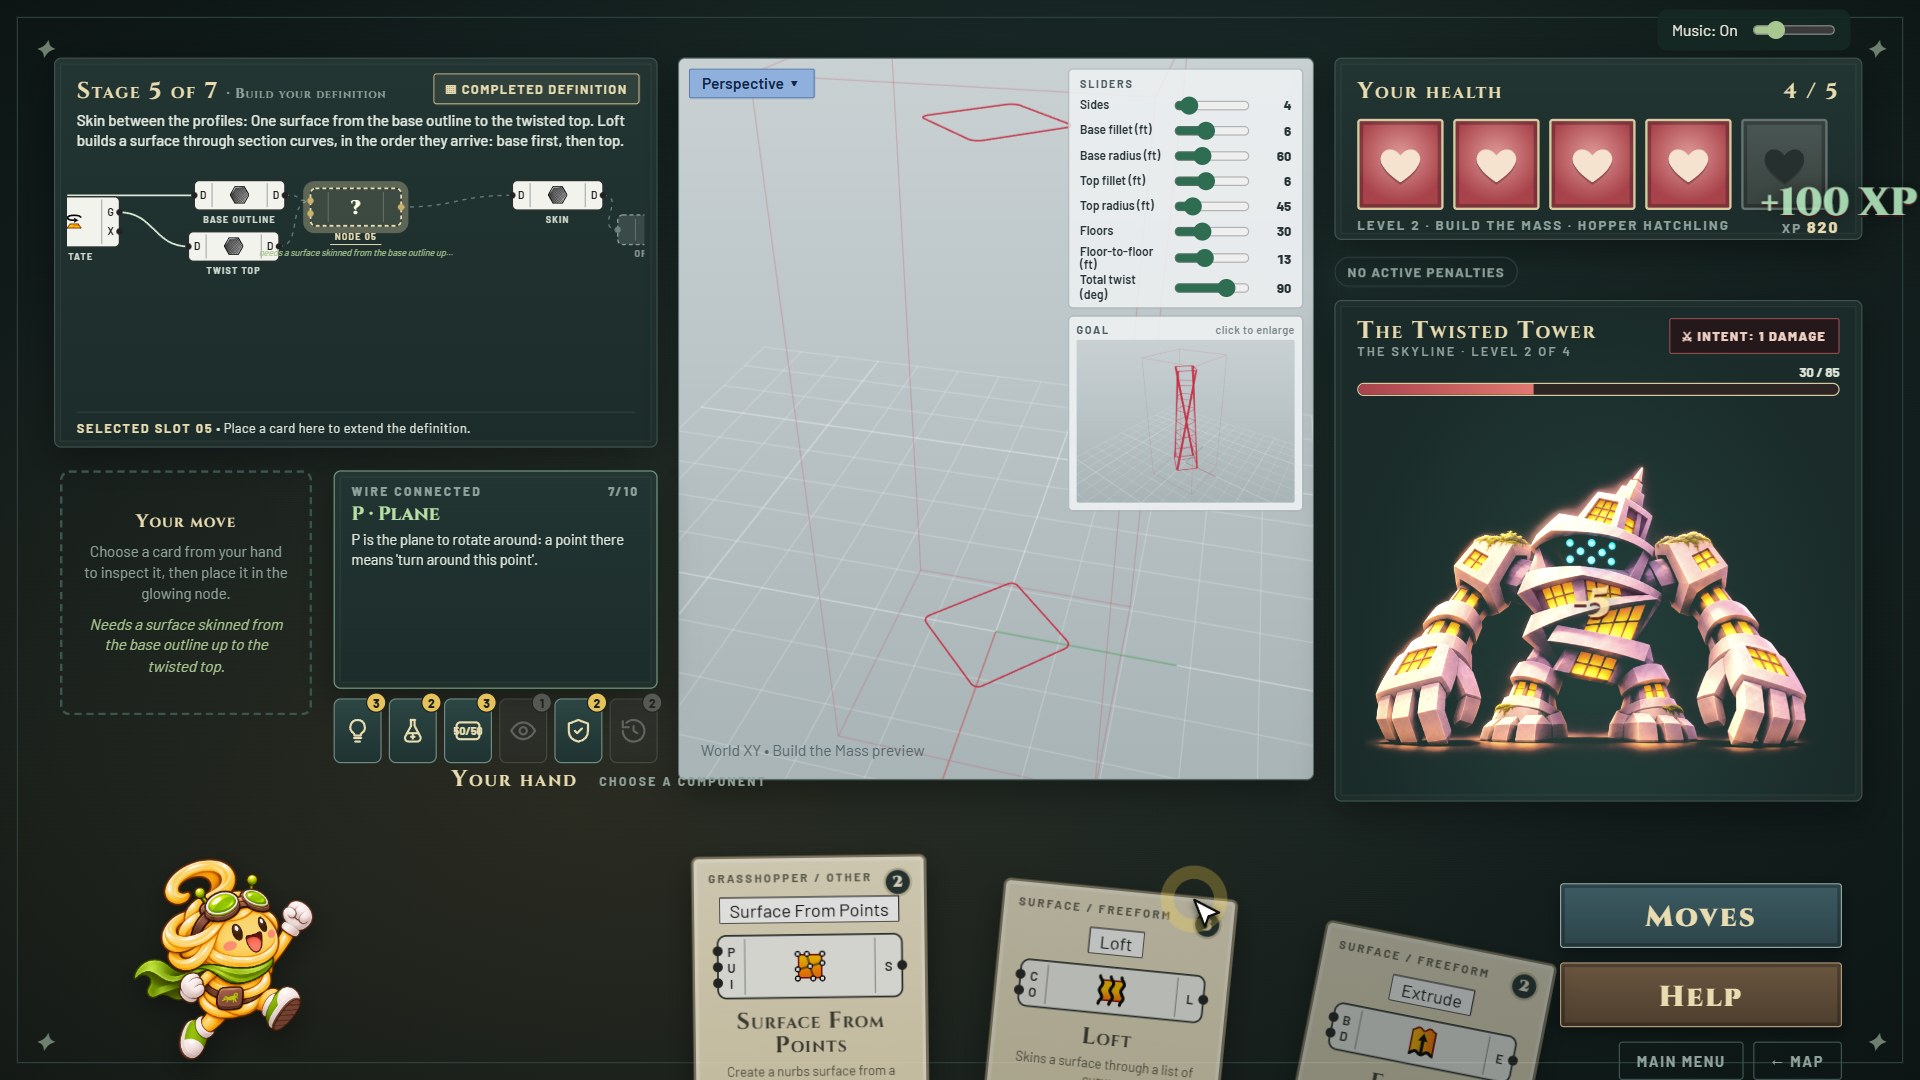 Music: On
STAGE 5 OF 7 · BUILD YOUR DEFINITION
COMPLETED DEFINITION
Skin between the profiles: One surface from the base outline to the twisted top. Loft
builds a surface through section curves, in the order they arrive: base first, then top.
D D
BASE OUTLINE
?
NODE 05
D D
SKIN
G
X
TATE
D D
TWIST TOP
needs a surface skinned from the base outline up...
SELECTED SLOT 05 • Place a card here to extend the definition.
YOUR MOVE
Choose a card from your hand
to inspect it, then place it in the
glowing node.
Needs a surface skinned from
the base outline up to the
twisted top.
WIRE CONNECTED 7/10
P · PLANE
P is the plane to rotate around: a point there
means 'turn around this point'.
3 2 3 1 2 2
50/50
YOUR HAND CHOOSE A COMPONENT
Perspective ▼
SLIDERS
Sides 4
Base fillet (ft) 6
Base radius (ft) 60
Top fillet (ft) 6
Top radius (ft) 45
Floors 30
Floor-to-floor (ft) 13
Total twist (deg) 90
GOAL click to enlarge
World XY • Build the Mass preview
YOUR HEALTH 4 / 5
+100 XP
LEVEL 2 · BUILD THE MASS · HOPPER HATCHLING
XP 820
NO ACTIVE PENALTIES
THE TWISTED TOWER
THE SKYLINE · LEVEL 2 OF 4
INTENT: 1 DAMAGE
30 / 85
-5
GRASSHOPPER / OTHER 2
Surface From Points
P
U
I
S
SURFACE FROM
POINTS
Create a nurbs surface from a
SURFACE / FREEFORM
Loft
C
O
L
LOFT
Skins a surface through a list of
SURFACE / FREEFORM 2
Extrude
B
D
E
MOVES
HELP
MAIN MENU
← MAP